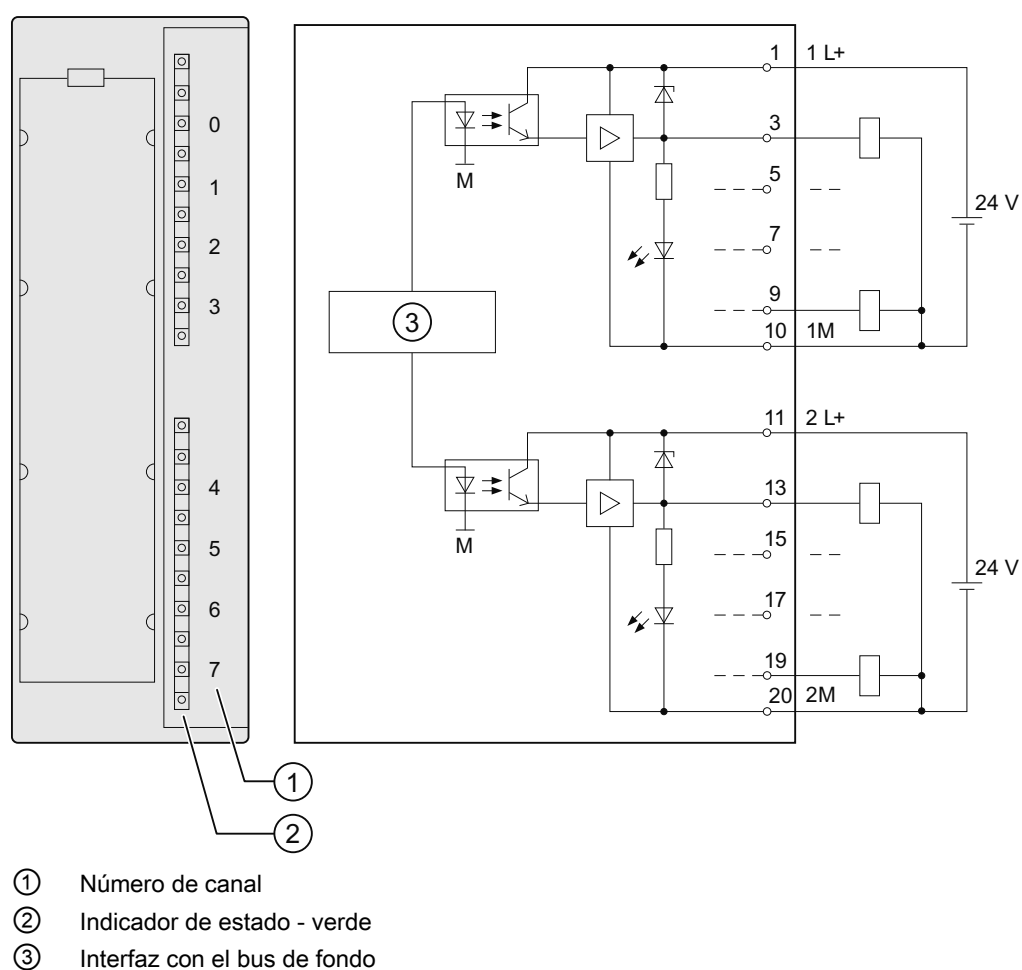 0
1
2
3
4
5
6
7
1
2
M
3
M
1 1 L+
3
5
7
9
10 1M
24 V
11 2 L+
13
15
17
19
20 2M
24 V
① Número de canal
② Indicador de estado - verde
③ Interfaz con el bus de fondo